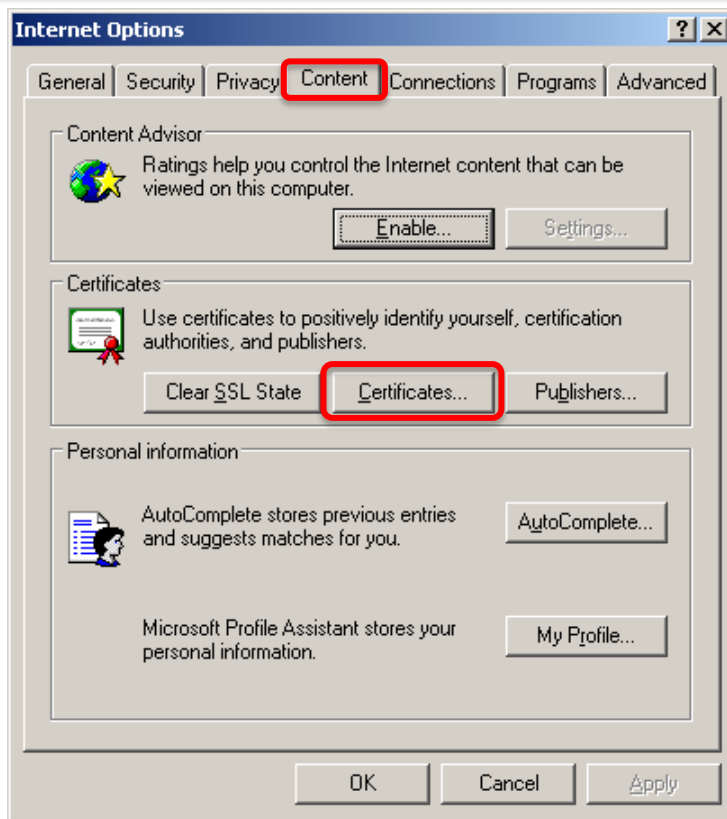 Internet Options
General Security Privacy Content Connections Programs Advanced
Content Advisor
Ratings help you control the Internet content that can be
viewed on this computer.
Enable... Settings...
Certificates
Use certificates to positively identify yourself, certification
authorities, and publishers.
Clear SSL State Certificates... Publishers...
Personal information
AutoComplete stores previous entries
and suggests matches for you.
AutoComplete...
Microsoft Profile Assistant stores your
personal information.
My Profile...
OK Cancel Apply